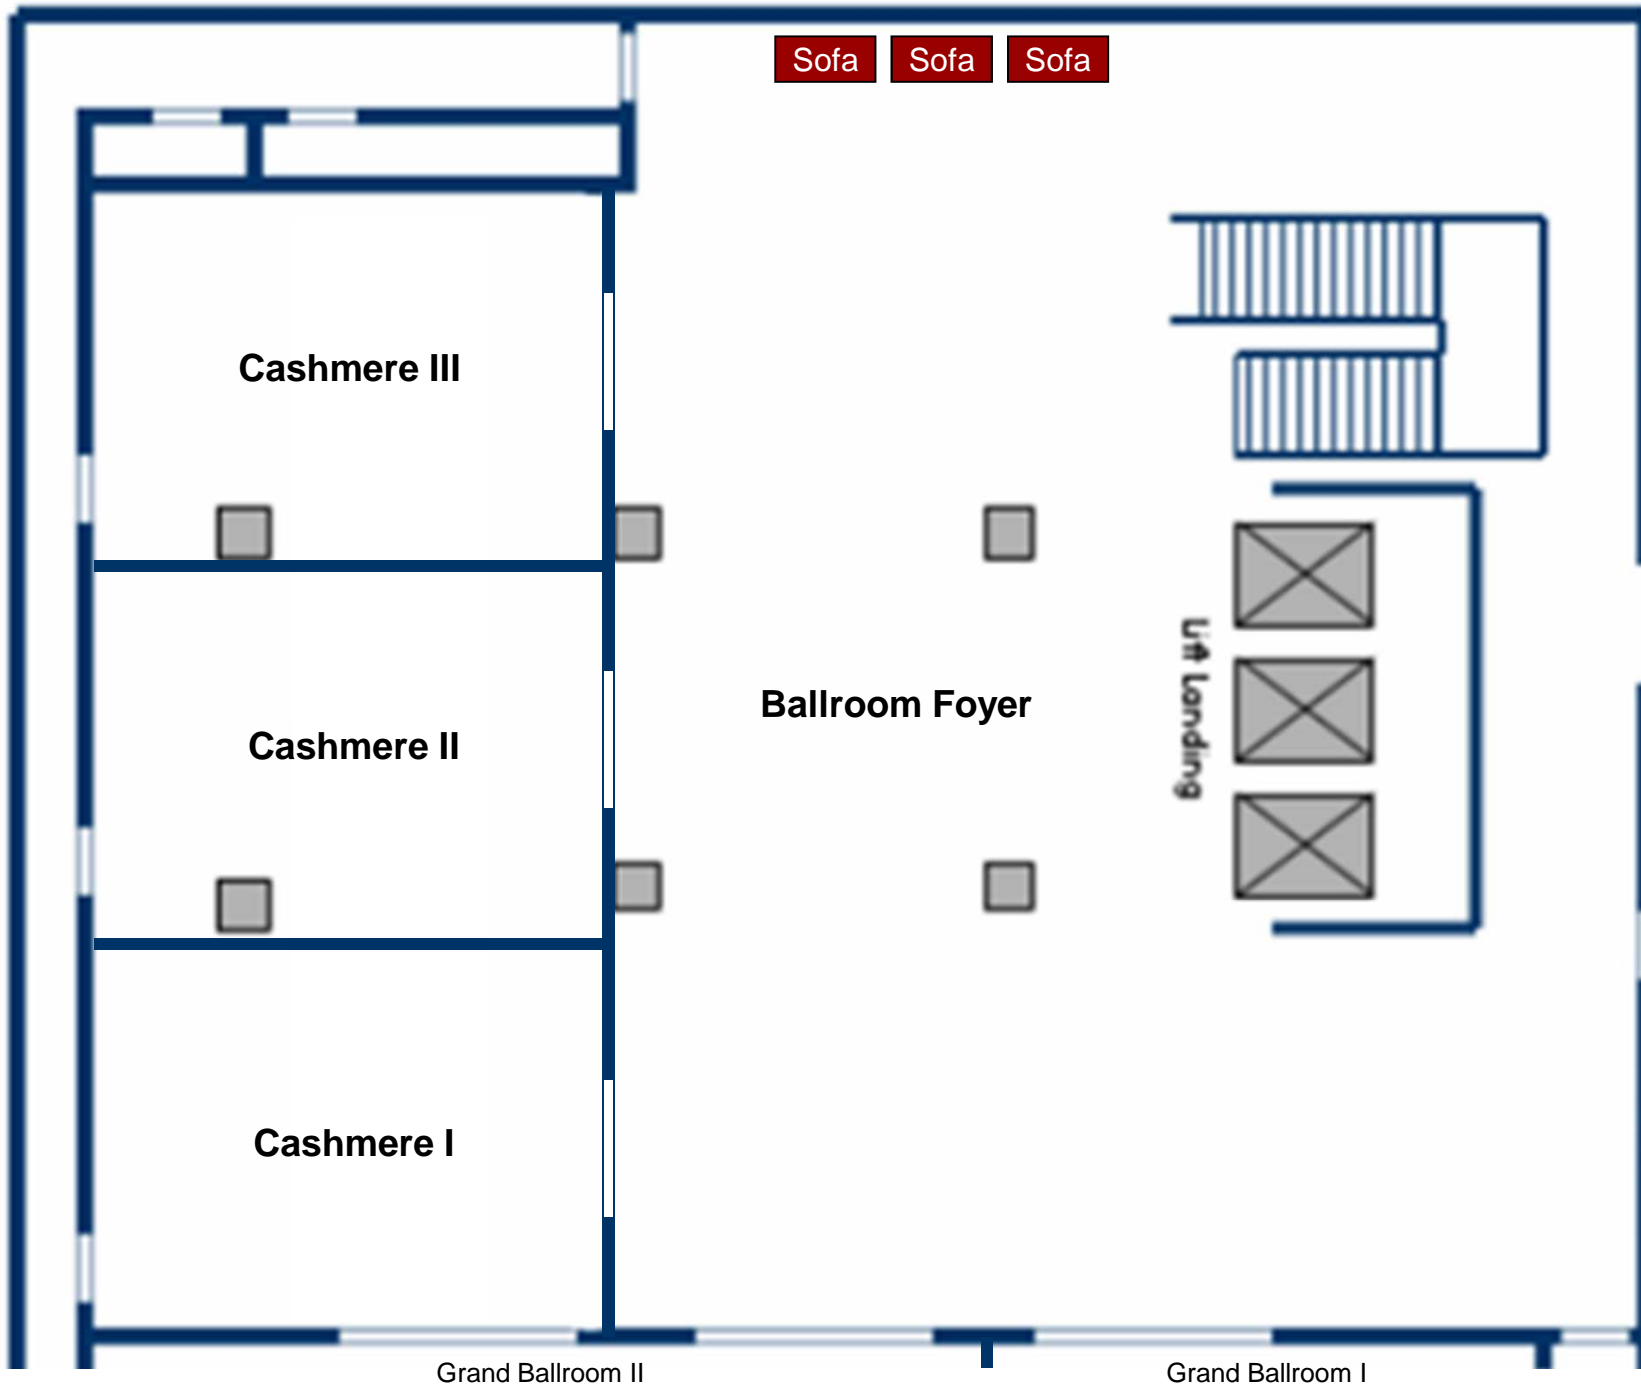 Sofa Sofa Sofa
Cashmere III
Lift Landing
Ballroom Foyer
Cashmere II
Cashmere I
Grand Ballroom II Grand Ballroom I